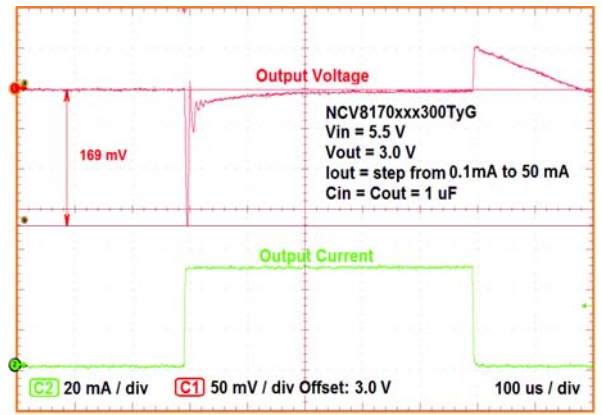 Output Voltage
NCV8170xxx300TyG
Vin = 5.5 V
Vout = 3.0 V
Iout = step from 0.1mA to 50 mA
Cin = Cout = 1 uF
169 mV
Output Current
C2 20 mA / div C1 50 mV / div Offset: 3.0 V 100 us / div